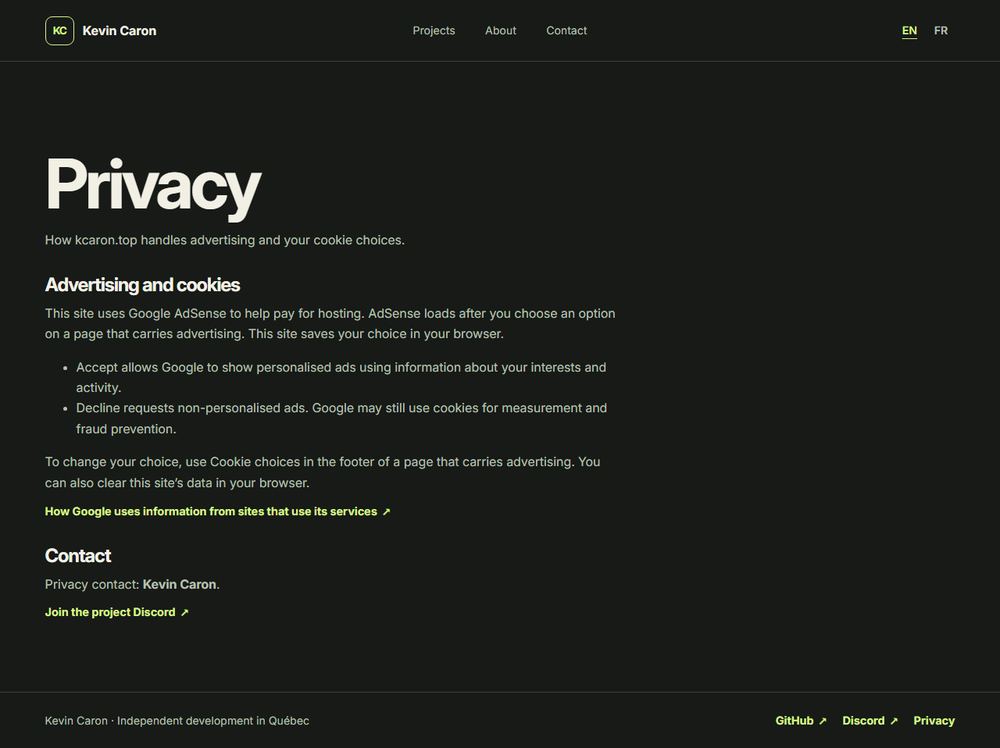 KC Kevin Caron
Projects About Contact
EN FR
Privacy
How kcaron.top handles advertising and your cookie choices.
Advertising and cookies
This site uses Google AdSense to help pay for hosting. AdSense loads after you choose an option
on a page that carries advertising. This site saves your choice in your browser.
• Accept allows Google to show personalised ads using information about your interests and
activity.
• Decline requests non-personalised ads. Google may still use cookies for measurement and
fraud prevention.
To change your choice, use Cookie choices in the footer of a page that carries advertising. You
can also clear this site’s data in your browser.
How Google uses information from sites that use its services ↗
Contact
Privacy contact: Kevin Caron.
Join the project Discord ↗
Kevin Caron · Independent development in Québec
GitHub ↗ Discord ↗ Privacy